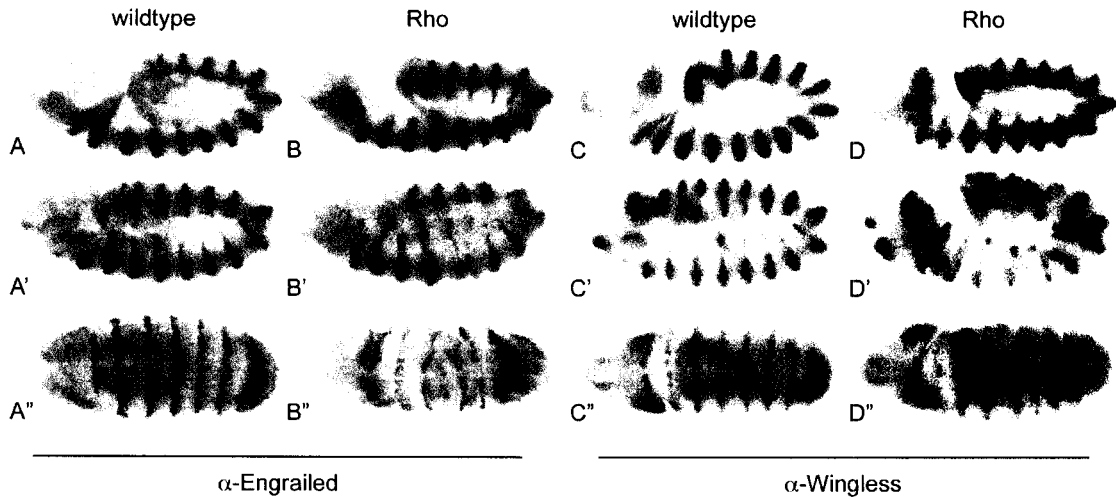 wildtype Rho wildtype Rho
A B C D
A' B' C' D'
A" B" C" D"
α-Engrailed α-Wingless